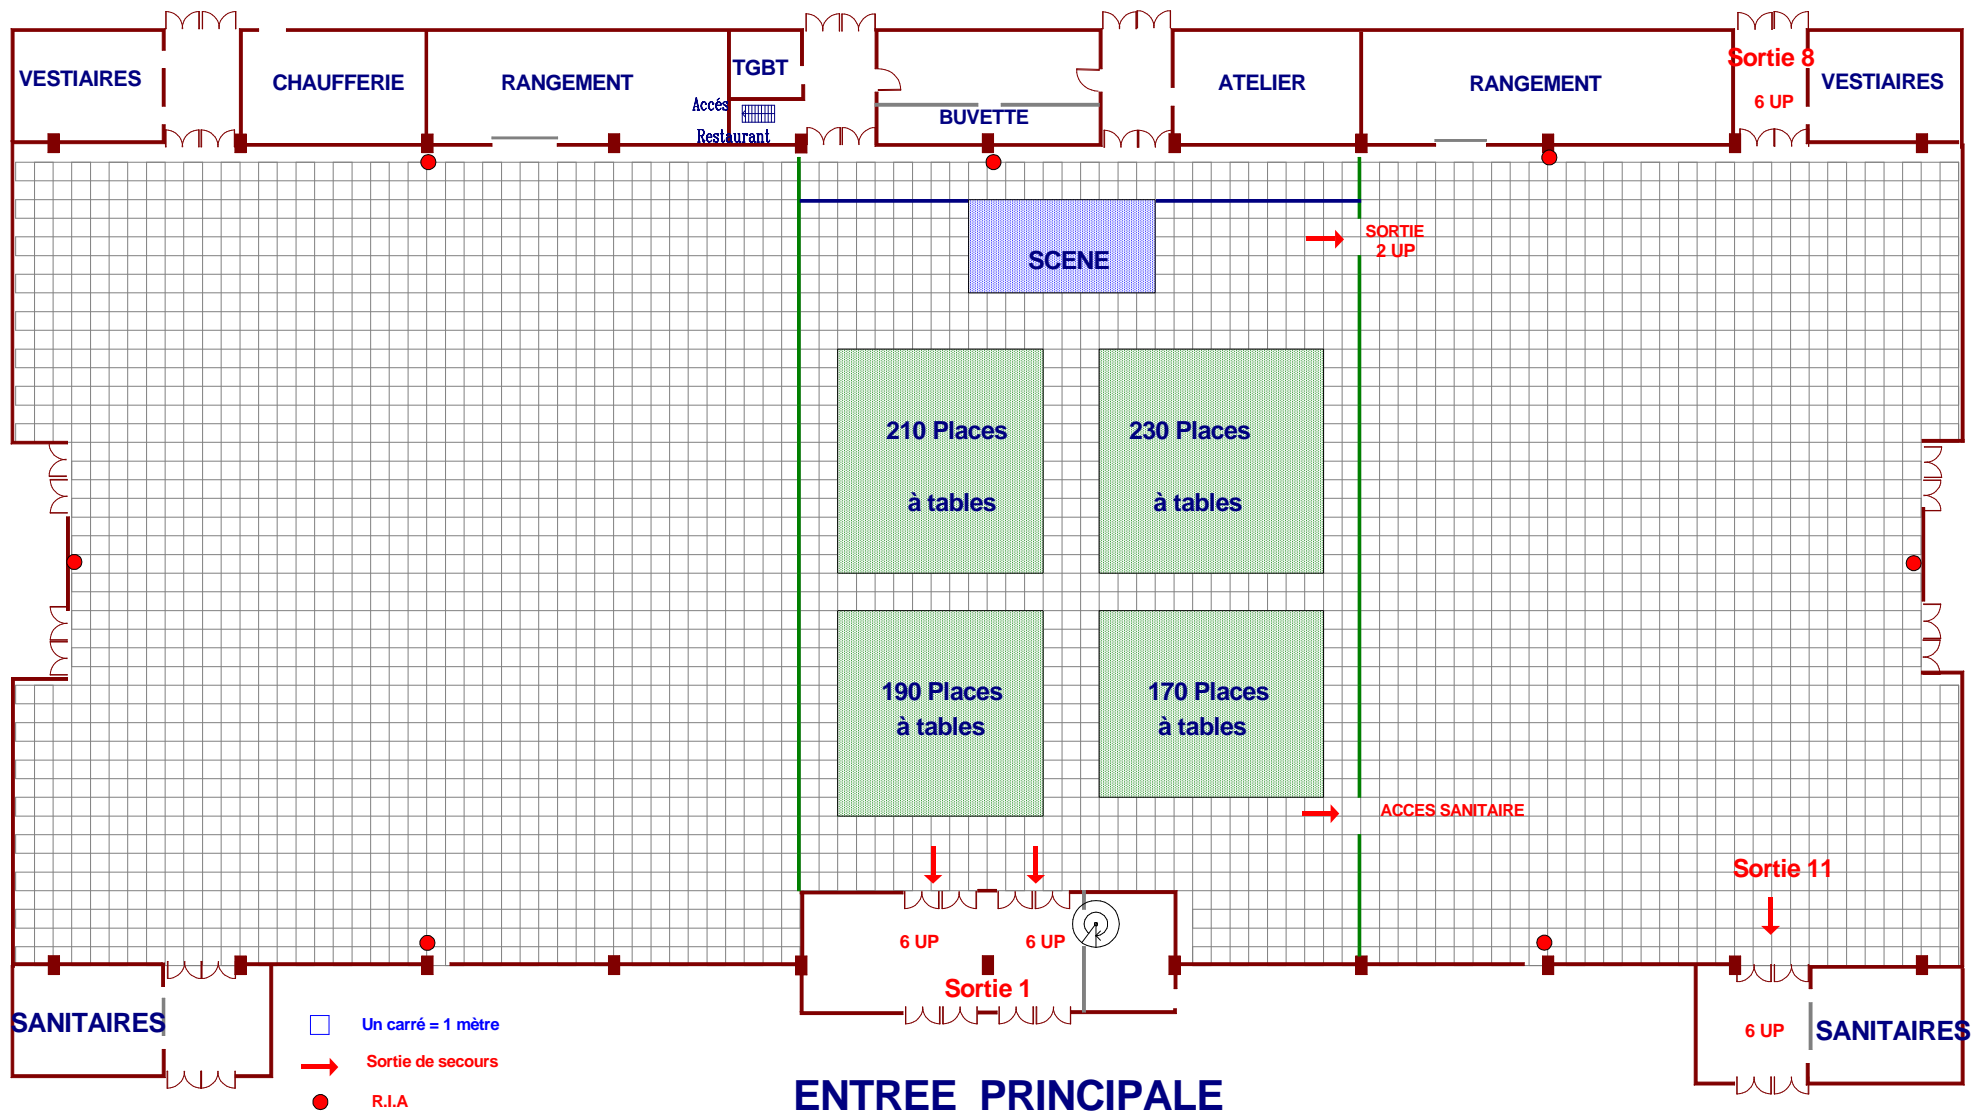 VESTIAIRES
CHAUFFERIE
RANGEMENT
TGBT
Accés
Restaurant
BUVETTE
ATELIER
RANGEMENT
Sortie 8
6 UP
VESTIAIRES
SORTIE
2 UP
SCENE
210 Places
à tables
230 Places
à tables
190 Places
à tables
170 Places
à tables
ACCES SANITAIRE
Sortie 11
6 UP
6 UP
Sortie 1
SANITAIRES
6 UP
SANITAIRES
Un carré = 1 mètre
Sortie de secours
R.I.A
ENTREE PRINCIPALE